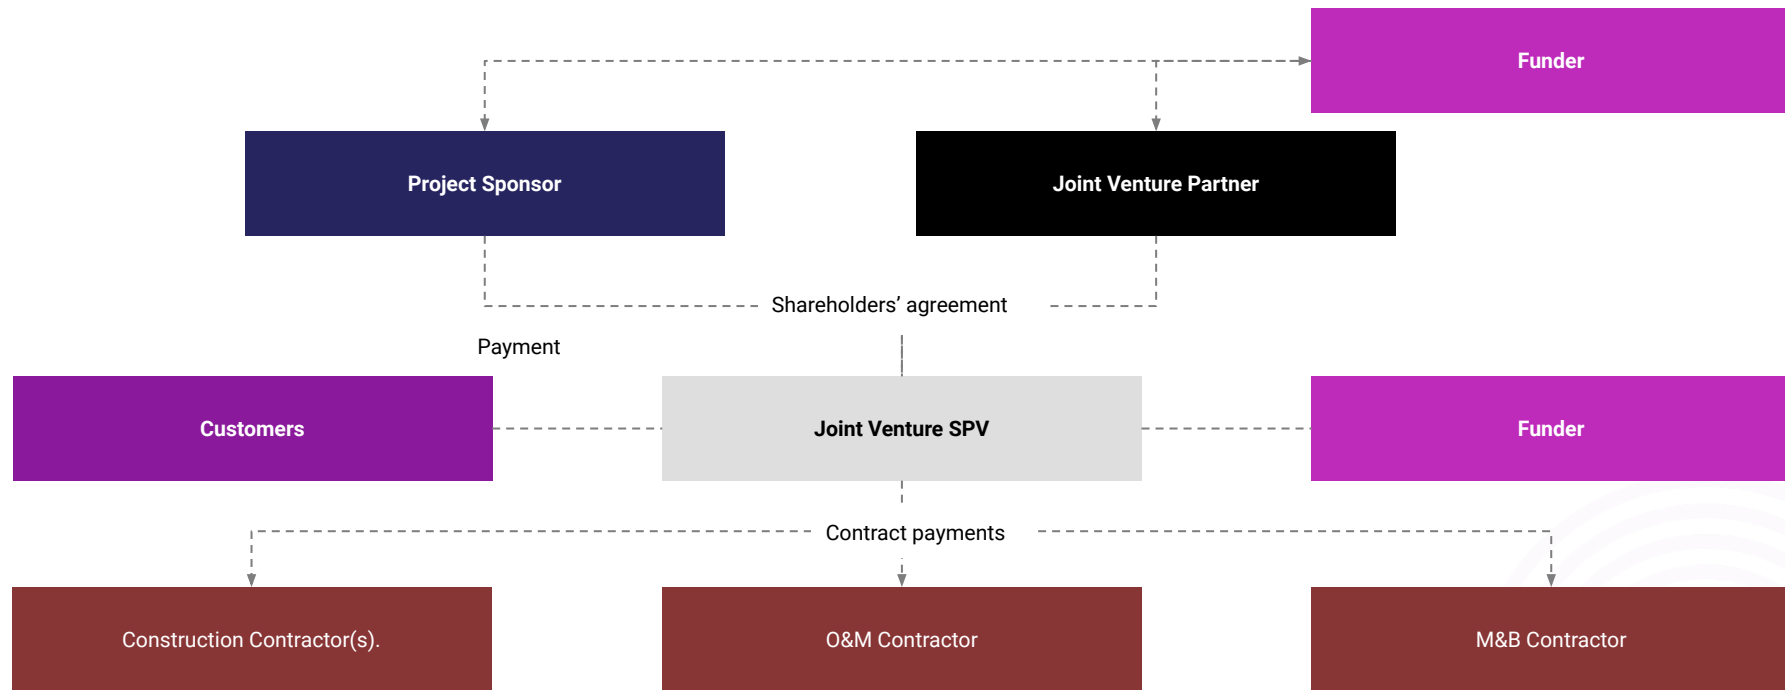 Funder
Project Sponsor
Joint Venture Partner
Shareholders’ agreement
Payment
Customers
Joint Venture SPV
Funder
Contract payments
Construction Contractor(s).
O&M Contractor
M&B Contractor